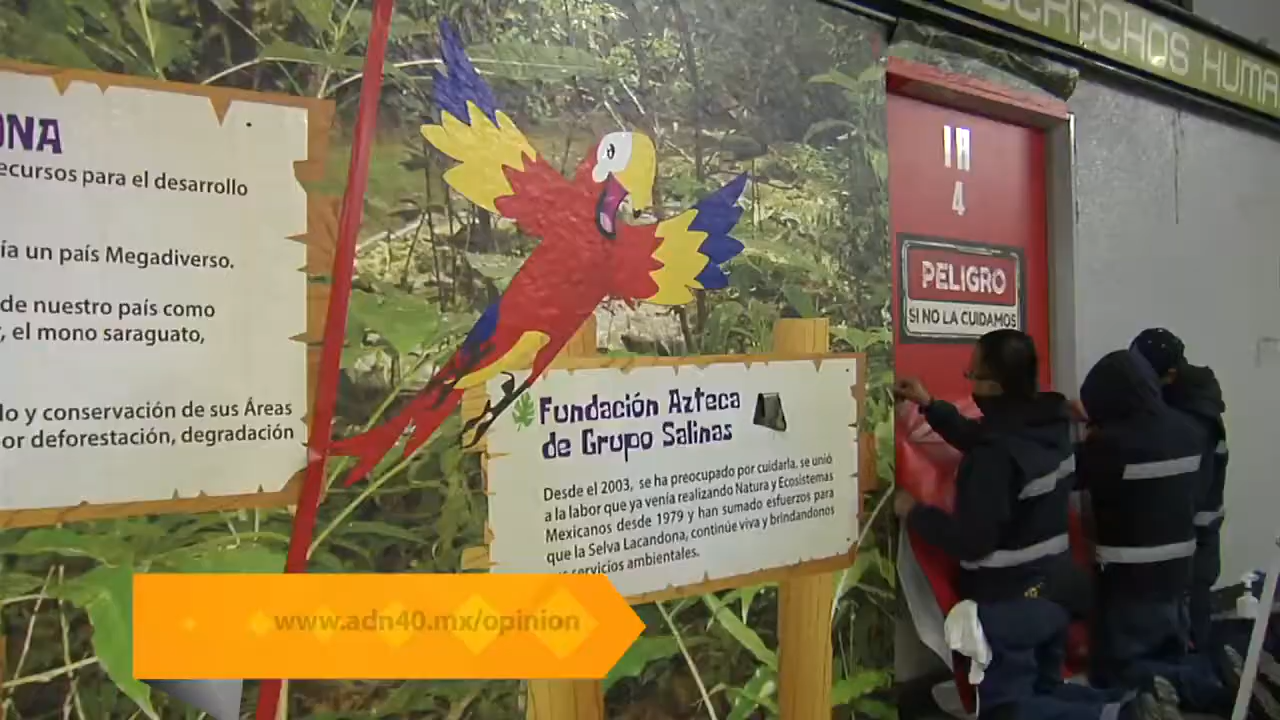 ONA
ecursos para el desarrollo
ía un país Megadiverso.
de nuestro país como
, el mono saraguato,
lo y conservación de sus Áreas
or deforestación, degradación
Fundación Azteca
de Grupo Salinas
Desde el 2003, se ha preocupado por cuidarla, se unió
a la labor que ya venía realizando Natura y Ecosistemas
Mexicanos desde 1979 y han sumado esfuerzos para
que la Selva Lacandona, continúe viva y brindandonos
servicios ambientales.
DERECHOS HUMA
4
PELIGRO
SI NO LA CUIDAMOS
www.adn40.mx/opinion